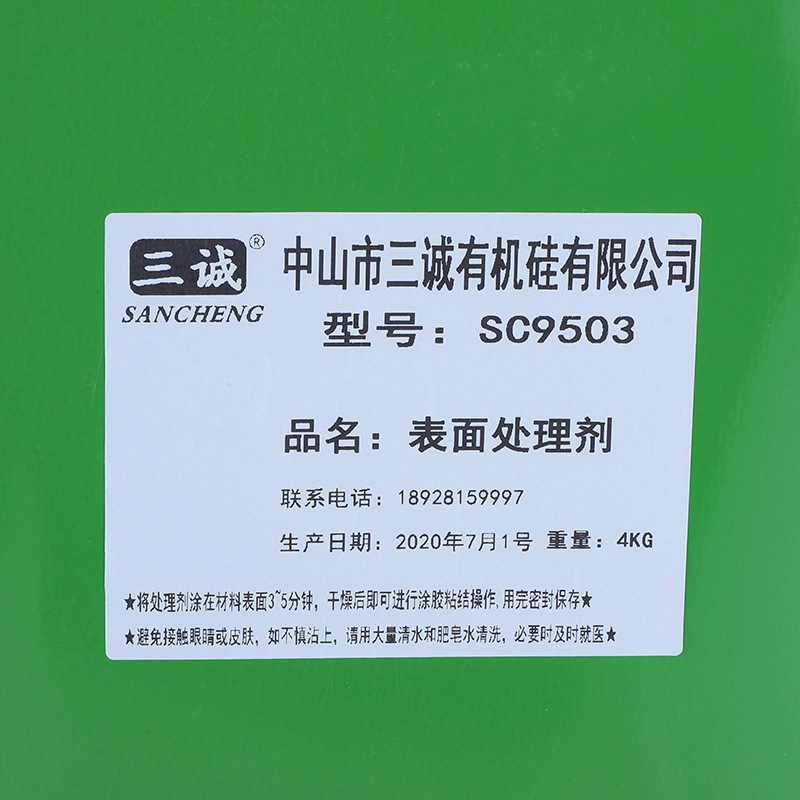 三诚®
SANCHENG
中山市三诚有机硅有限公司
型号：SC9503
品名：表面处理剂
联系电话：18928159997
生产日期：2020年7月1号 重量：4KG
★将处理剂涂在材料表面3~5分钟，干燥后即可进行涂胶粘结操作,用完密封保存★
★避免接触眼睛或皮肤，如不慎沾上，请用大量清水和肥皂水清洗，必要时及时就医★